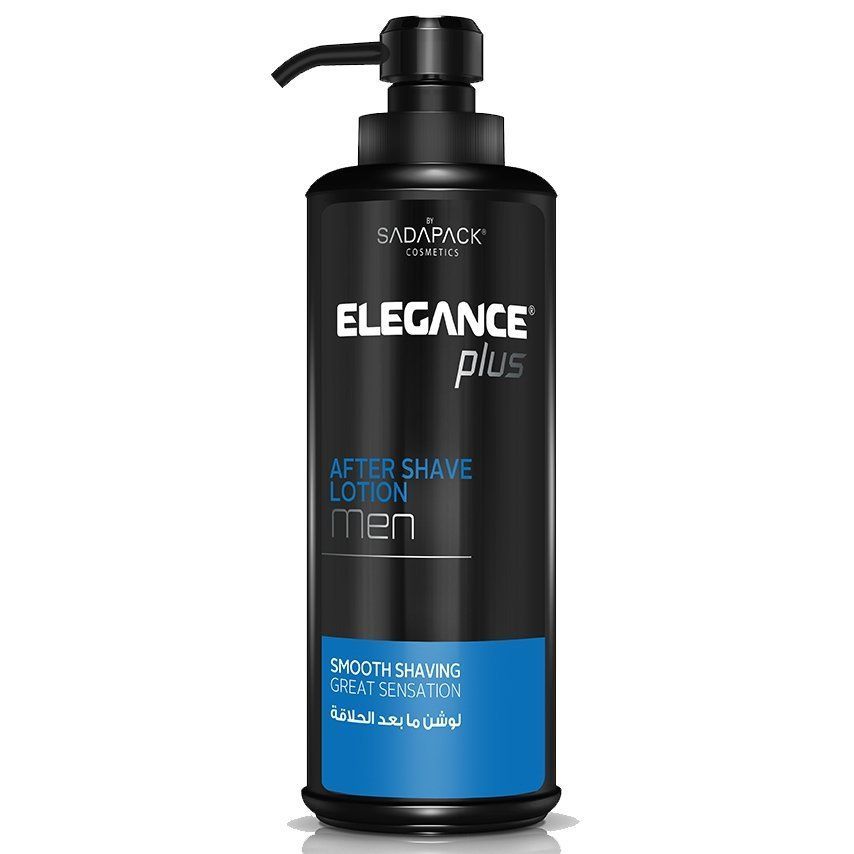 BY
SADAPACK®
COSMETICS
ELEGANCE®
plus
AFTER SHAVE
LOTION
men
SMOOTH SHAVING
GREAT SENSATION
لوشن ما بعد الحلاقة